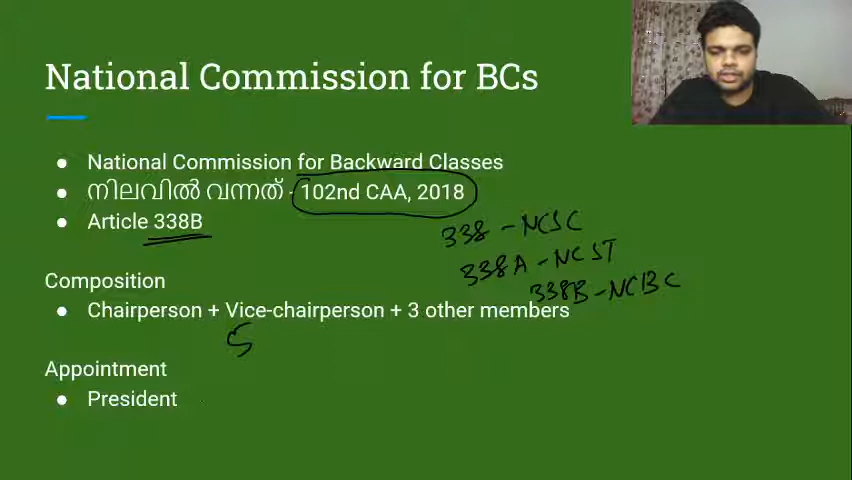 National Commission for BCs
● National Commission for Backward Classes
● നിലവിൽ വന്നത് - 102nd CAA, 2018
● Article 338B
338 - NCSC
338A - NCST
338B - NCBC
Composition
● Chairperson + Vice-chairperson + 3 other members
5
Appointment
● President